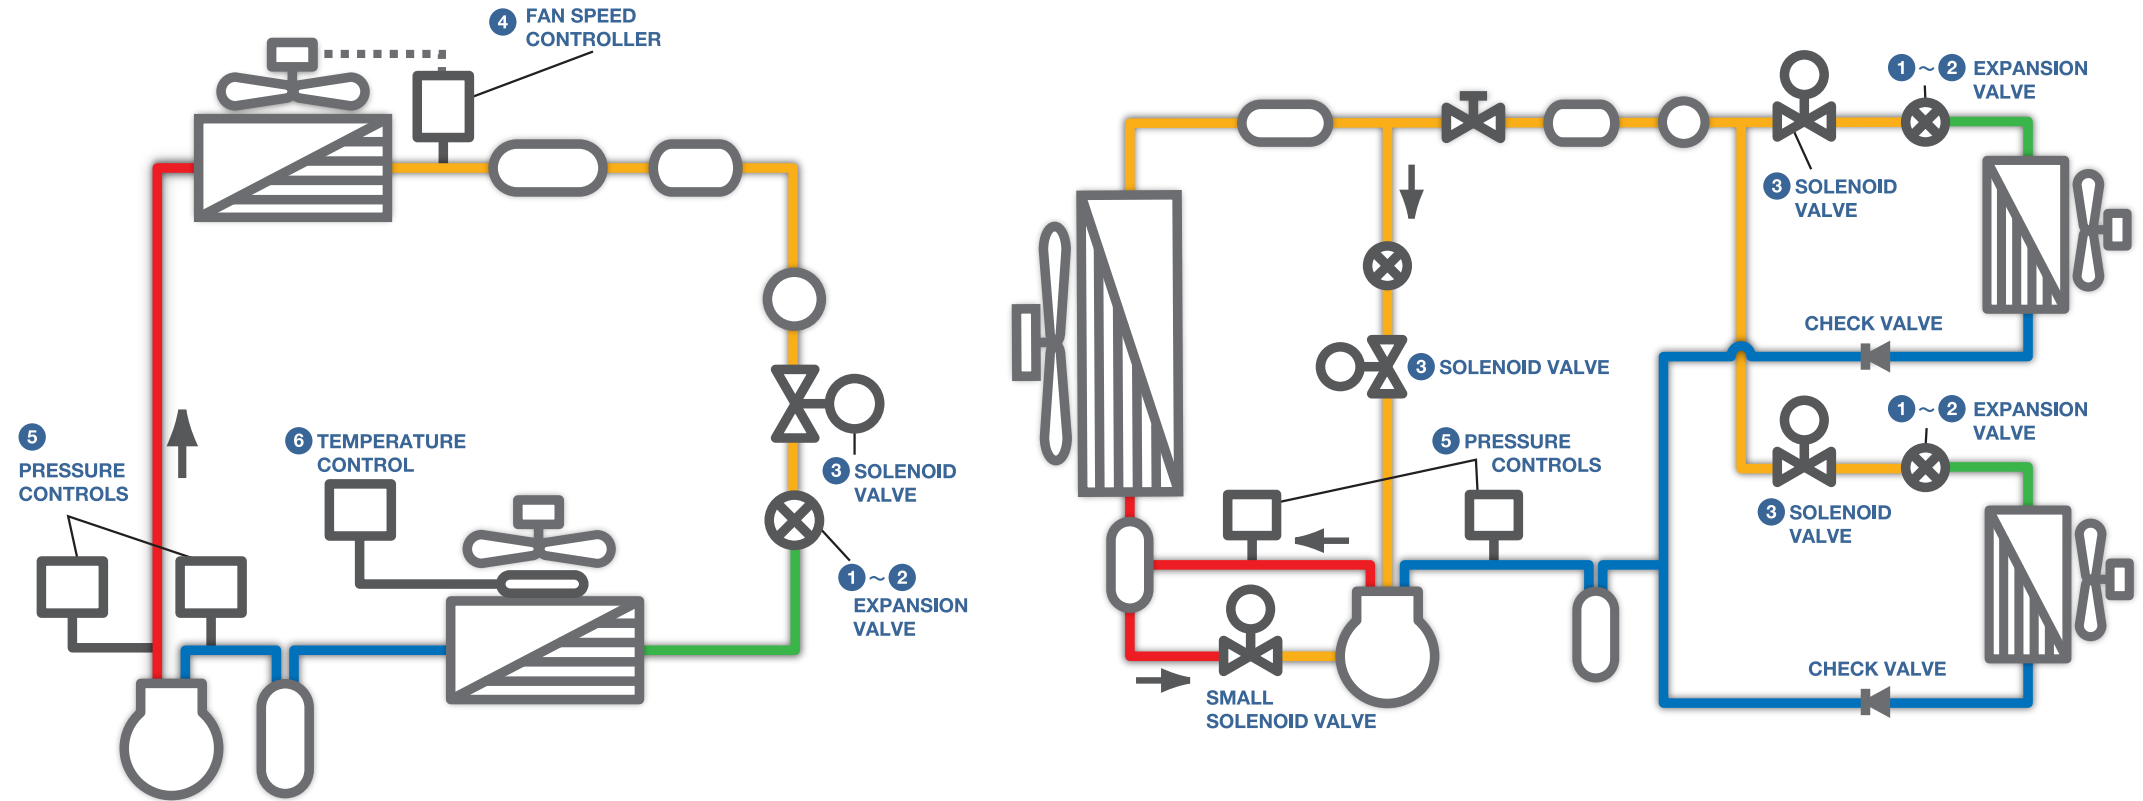 4 FAN SPEED
CONTROLLER
5
PRESSURE
CONTROLS
6 TEMPERATURE
CONTROL
3 SOLENOID
VALVE
1 ~ 2
EXPANSION
VALVE
1 ~ 2 EXPANSION
VALVE
3 SOLENOID
VALVE
CHECK VALVE
3 SOLENOID VALVE
1 ~ 2 EXPANSION
VALVE
5 PRESSURE
CONTROLS
3 SOLENOID
VALVE
CHECK VALVE
SMALL
SOLENOID VALVE